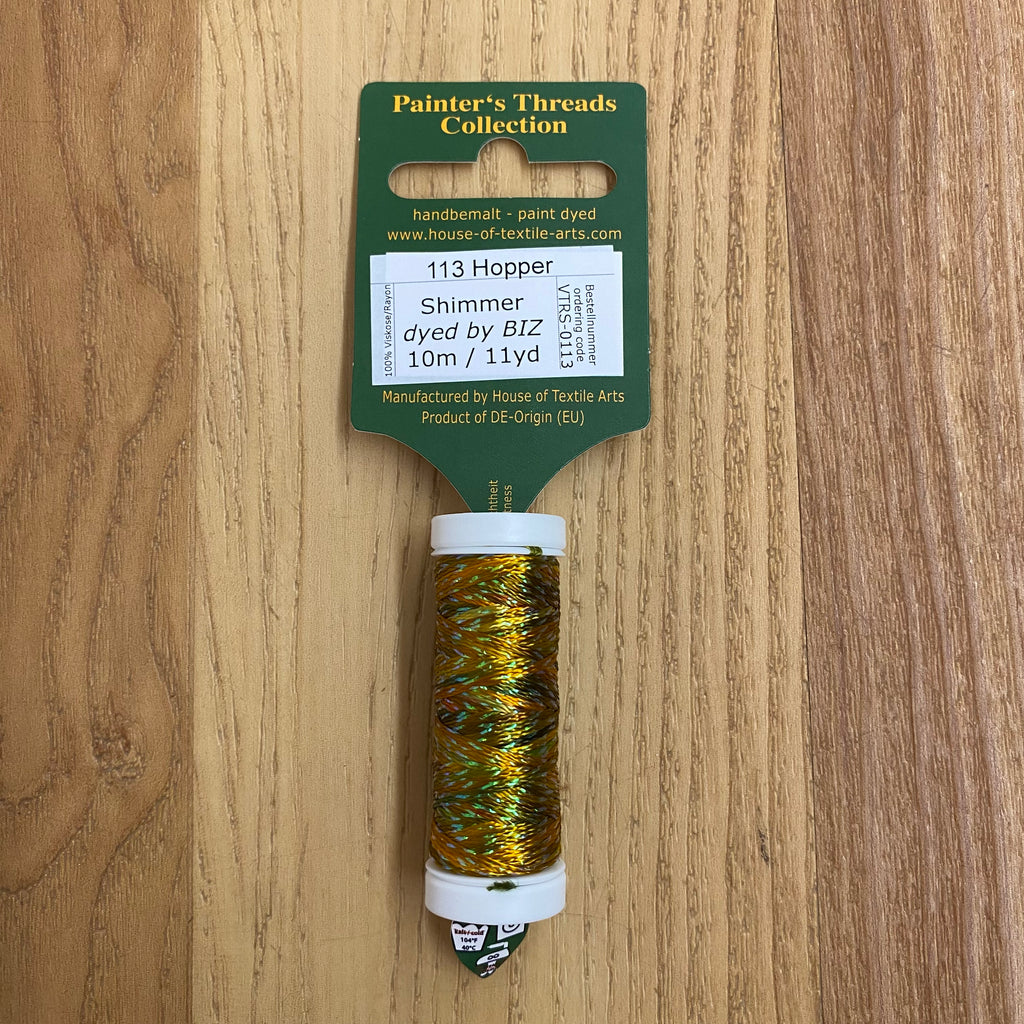 Painter‘s Threads
Collection
handbemalt - paint dyed
www.house-of-textile-arts.com
113 Hopper
100% Viskose/Rayon
Shimmer
dyed by BIZ
10m / 11yd
Bestellnummer
ordering code
VTRS-0113
Manufactured by House of Textile Arts
Product of DE-Origin (EU)
104°F
40°C